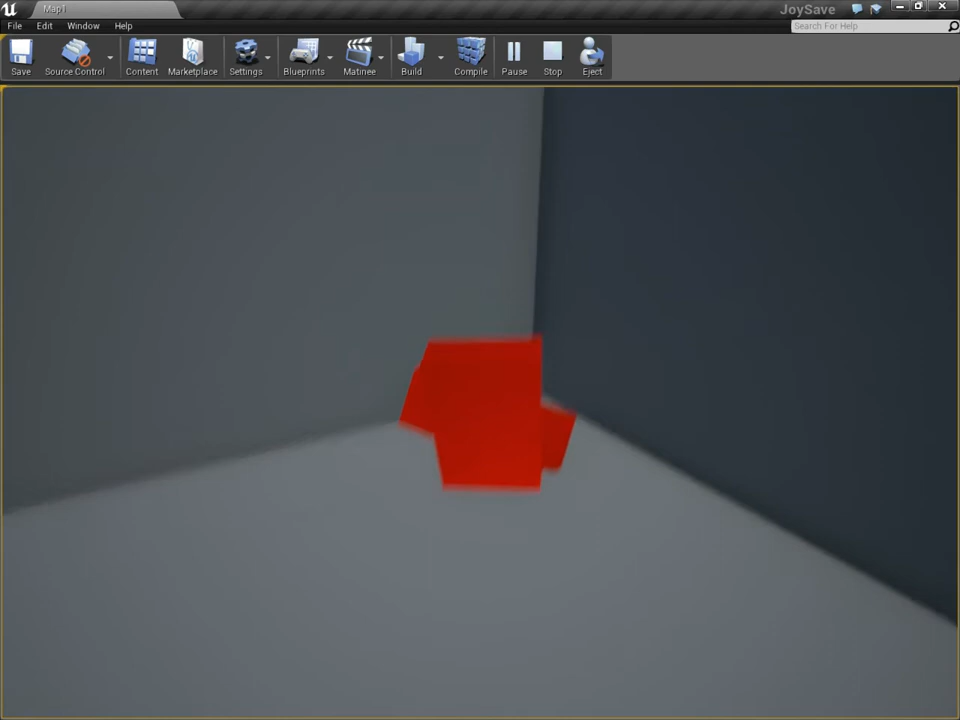 Map1
JoySave
File Edit Window Help
Search For Help
Save Source Control Content Marketplace Settings Blueprints Matinee Build Compile Pause Stop Eject